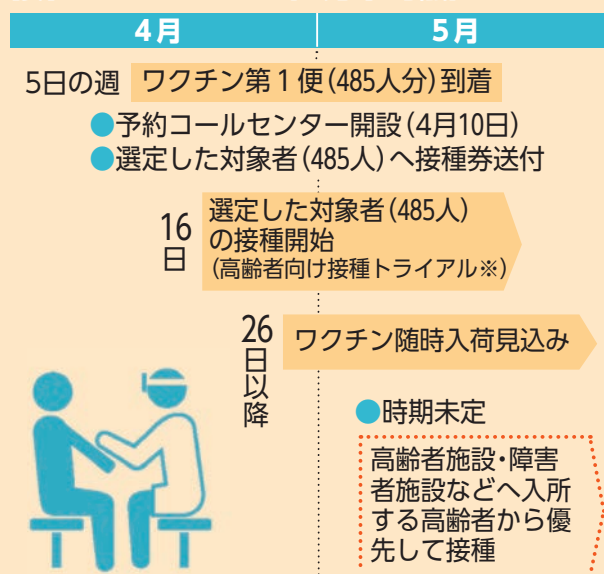 4月 5月
5日の週 ワクチン第1便(485人分)到着
●予約コールセンター開設(4月10日)
●選定した対象者(485人)へ接種券送付
16日
選定した対象者(485人)
の接種開始
(高齢者向け接種トライアル※)
26日以降
ワクチン随時入荷見込み
●時期未定
高齢者施設・障害
者施設などへ入所
する高齢者から優
先して接種